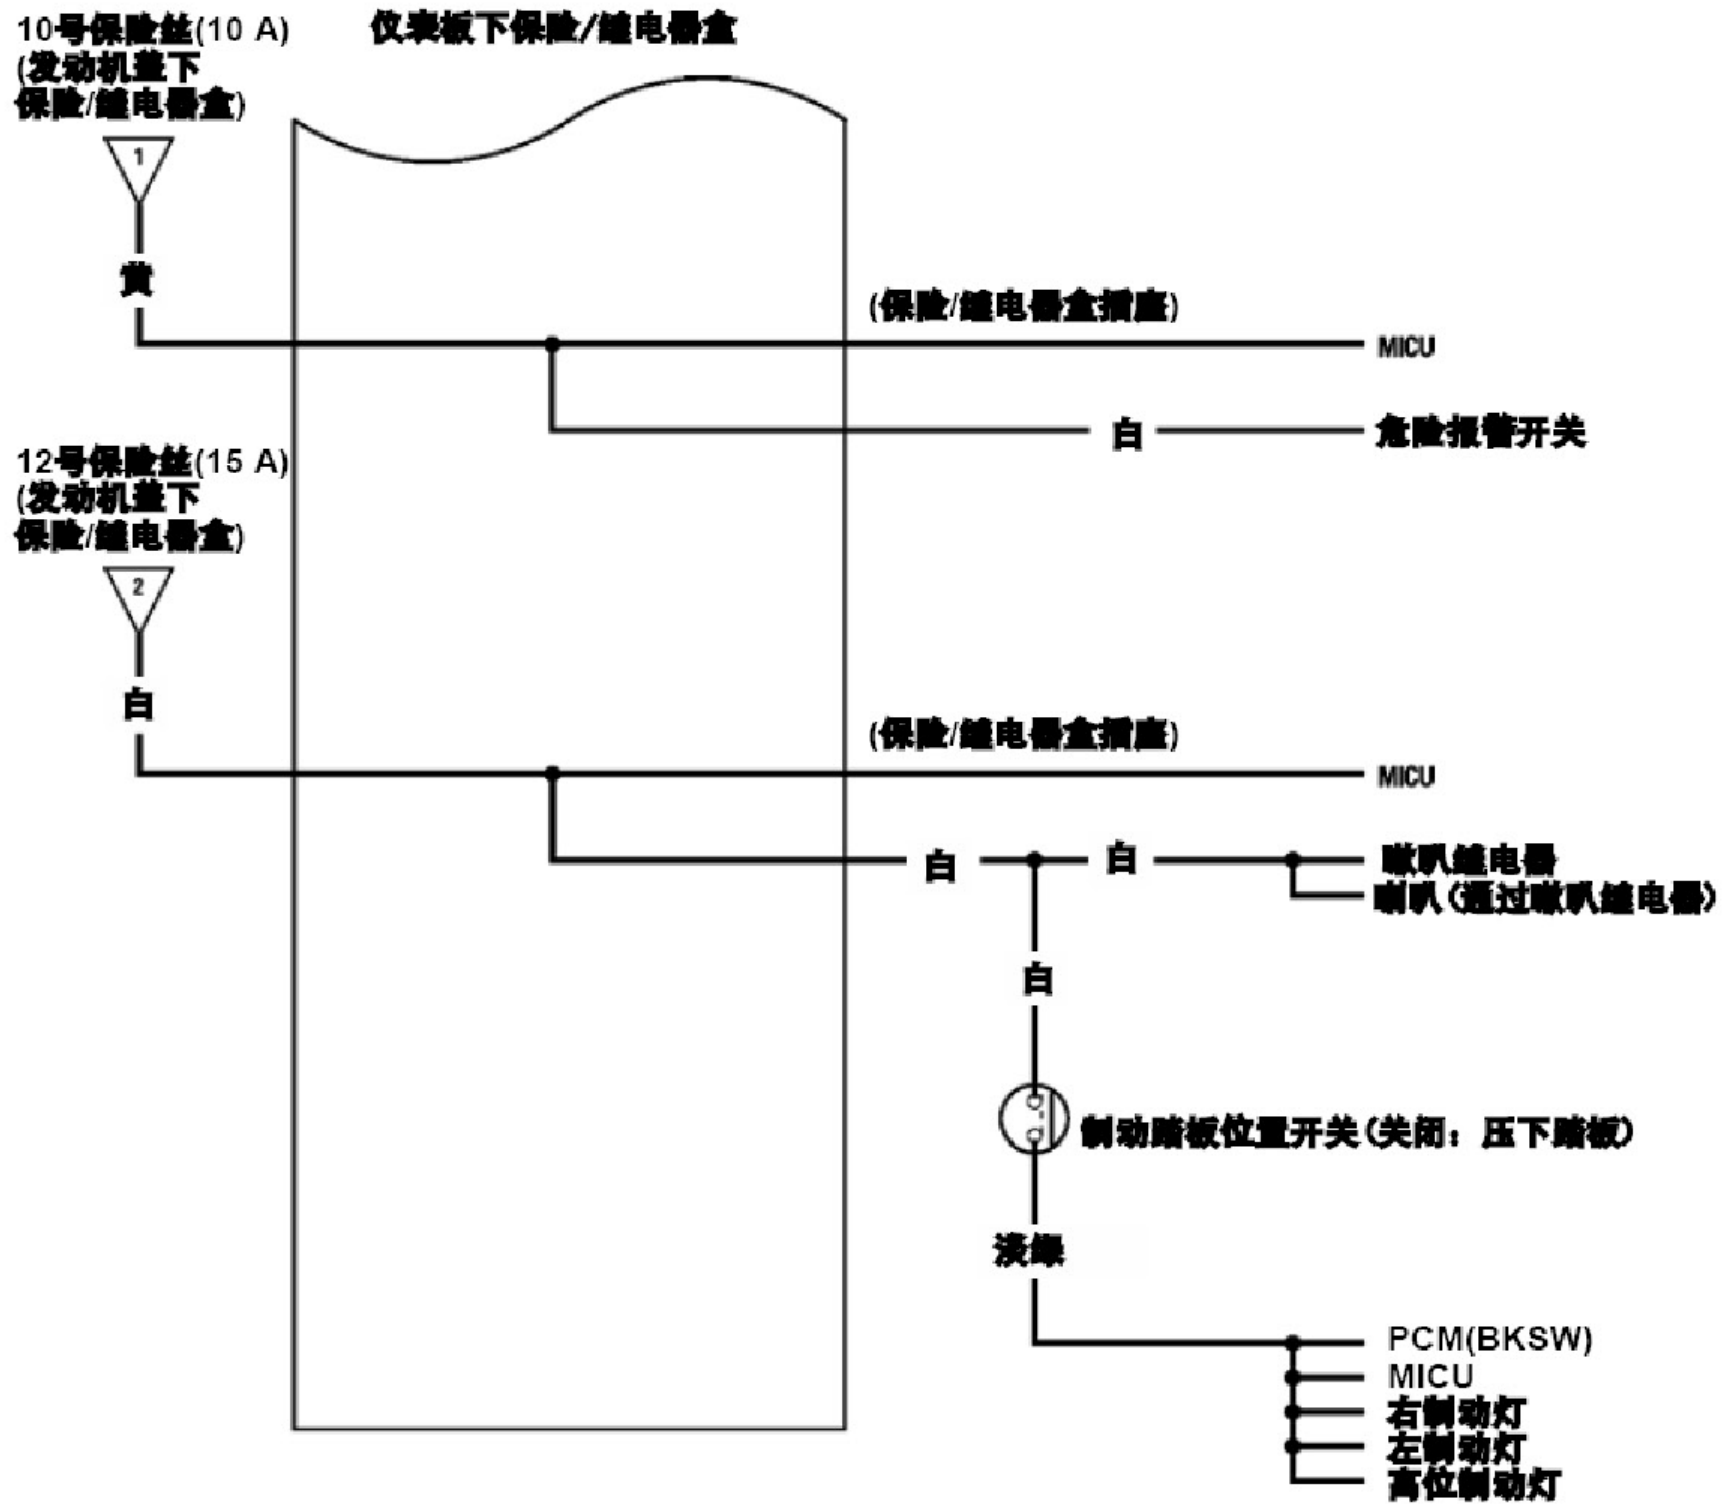 10号保险丝(10 A)
(发动机盖下
保险/继电器盒)
仪表板下保险/继电器盒
1
黄
(保险/继电器盒插座)
MICU
白
危险报警开关
12号保险丝(15 A)
(发动机盖下
保险/继电器盒)
2
白
(保险/继电器盒插座)
MICU
白
白
喇叭继电器
喇叭(通过喇叭继电器)
白
制动踏板位置开关(关闭：压下踏板)
淡绿
PCM(BKSW)
MICU
右制动灯
左制动灯
高位制动灯